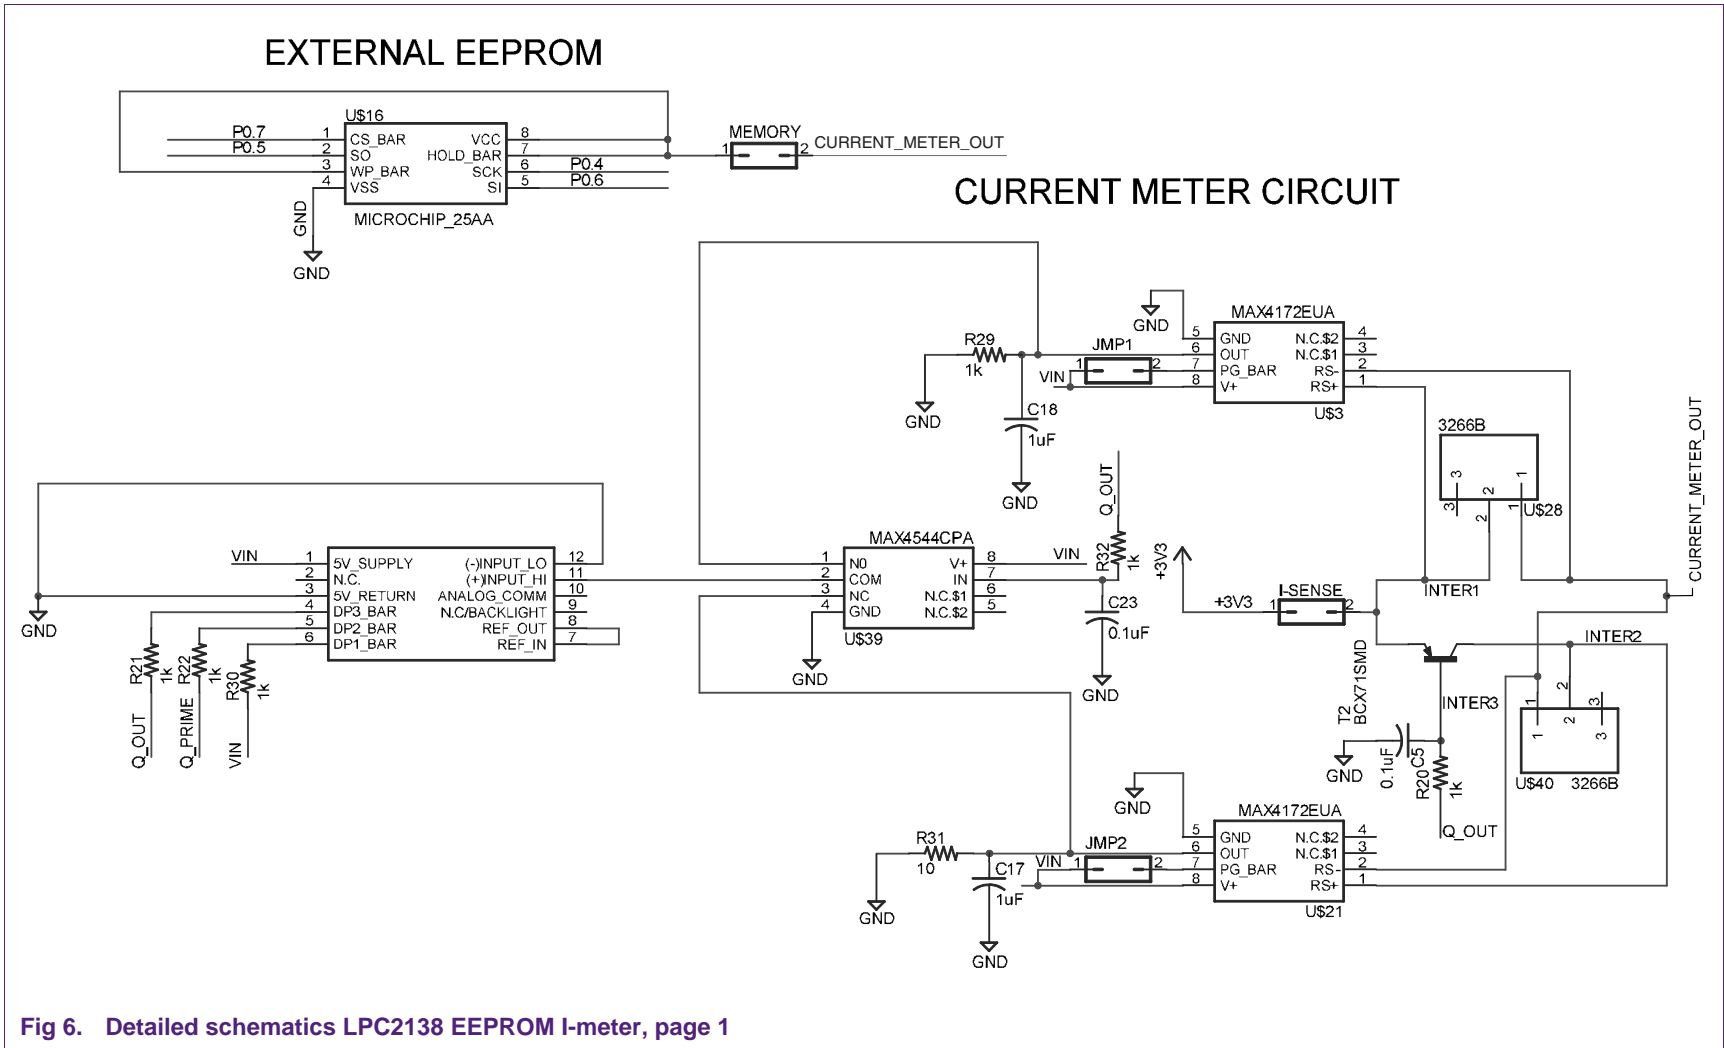 EXTERNAL EEPROM
U$16
P0.7 1 CS_BAR VCC 8
P0.5 2 SO HOLD_BAR 7
3 WP_BAR SCK 6 P0.4
4 VSS SI 5 P0.6
MICROCHIP_25AA
GND
GND
MEMORY
1 2 CURRENT_METER_OUT
CURRENT METER CIRCUIT
MAX4172EUA
GND
5 GND N.C.$2 4
6 OUT N.C.$1 3
7 PG_BAR RS- 2
8 V+ RS+ 1
U$3
JMP1
1 2
VIN
R29
1k
GND
C18
1uF
GND
3266B
3 2 1
3 2 1
U$28
CURRENT_METER_OUT
Q_OUT
R32
1k
+3V3
MAX4544CPA
1 N0 V+ 8 VIN
2 COM IN 7
3 NC N.C.$1 6
4 GND N.C.$2 5
U$39
GND
C23
0.1uF
GND
+3V3
I-SENSE
1 2
INTER1
INTER2
T2
BCX71SMD
INTER3
GND
0.1uF
C5
R20
1k
Q_OUT
1 2 3
1 2 3
U$40 3266B
VIN 1 5V_SUPPLY (-)INPUT_LO 12
2 N.C. (+)INPUT_HI 11
3 5V_RETURN ANALOG_COMM 10
4 DP3_BAR N.C/BACKLIGHT 9
5 DP2_BAR REF_OUT 8
6 DP1_BAR REF_IN 7
GND
R21
1k
R22
1k
R30
1k
Q_OUT
Q_PRIME
VIN
GND
MAX4172EUA
5 GND N.C.$2 4
6 OUT N.C.$1 3
7 PG_BAR RS- 2
8 V+ RS+ 1
U$21
JMP2
1 2
VIN
R31
10
GND
C17
1uF
GND
Fig 6. Detailed schematics LPC2138 EEPROM I-meter, page 1